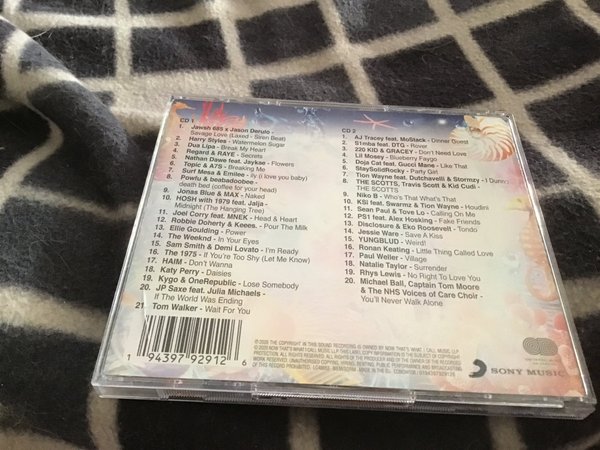 CD 1
1. Jawsh 685 x Jason Derulo -
Savage Love (Laxed - Siren Beat)
2. Harry Styles - Watermelon Sugar
3. Dua Lipa - Break My Heart
4. Regard & RAYE - Secrets
5. Nathan Dawe feat. Jaykae - Flowers
6. Topic & A7S - Breaking Me
7. Surf Mesa & Emilee - ily (i love you baby)
8. Powfu & beabadoobee -
death bed (coffee for your head)
9. Jonas Blue & MAX - Naked
10. HOSH with 1979 feat. Jalja -
Midnight (The Hanging Tree)
11. Joel Corry feat. MNEK - Head & Heart
12. Robbie Doherty & Keees. - Pour The Milk
13. Ellie Goulding - Power
14. The Weeknd - In Your Eyes
15. Sam Smith & Demi Lovato - I'm Ready
16. The 1975 - If You're Too Shy (Let Me Know)
17. HAIM - Don't Wanna
18. Katy Perry - Daisies
19. Kygo & OneRepublic - Lose Somebody
20. JP Saxe feat. Julia Michaels -
If The World Was Ending
21. Tom Walker - Wait For You
CD 2
1. AJ Tracey feat. MoStack - Dinner Guest
2. S1mba feat. DTG - Rover
3. 220 KID & GRACEY - Don't Need Love
4. Lil Mosey - Blueberry Faygo
5. Doja Cat feat. Gucci Mane - Like That
6. StaySolidRocky - Party Girl
7. Tion Wayne feat. Dutchavelli & Stormzy - I Dunno
8. THE SCOTTS, Travis Scott & Kid Cudi -
THE SCOTTS
9. Niko B - Who's That What's That
10. KSI feat. Swarmz & Tion Wayne - Houdini
11. Sean Paul & Tove Lo - Calling On Me
12. PS1 feat. Alex Hosking - Fake Friends
13. Disclosure & Eko Roosevelt - Tondo
14. Jessie Ware - Save A Kiss
15. YUNGBLUD - Weird!
16. Ronan Keating - Little Thing Called Love
17. Paul Weller - Village
18. Natalie Taylor - Surrender
19. Rhys Lewis - No Right To Love You
20. Michael Ball, Captain Tom Moore
& The NHS Voices of Care Choir -
You'll Never Walk Alone
1 94397 92912 6
SONY MUSIC